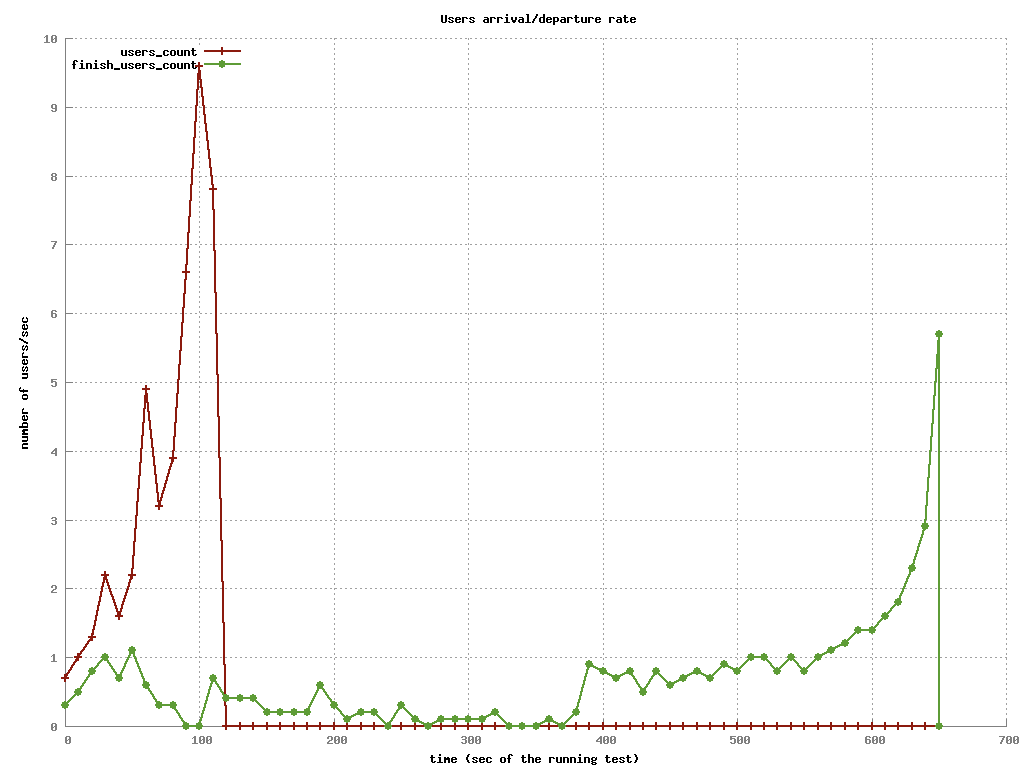 Users arrival/departure rate
users_count
finish_users_count
10
9
8
7
6
5
4
3
2
1
0
number of users/sec
0 100 200 300 400 500 600 700
time (sec of the running test)